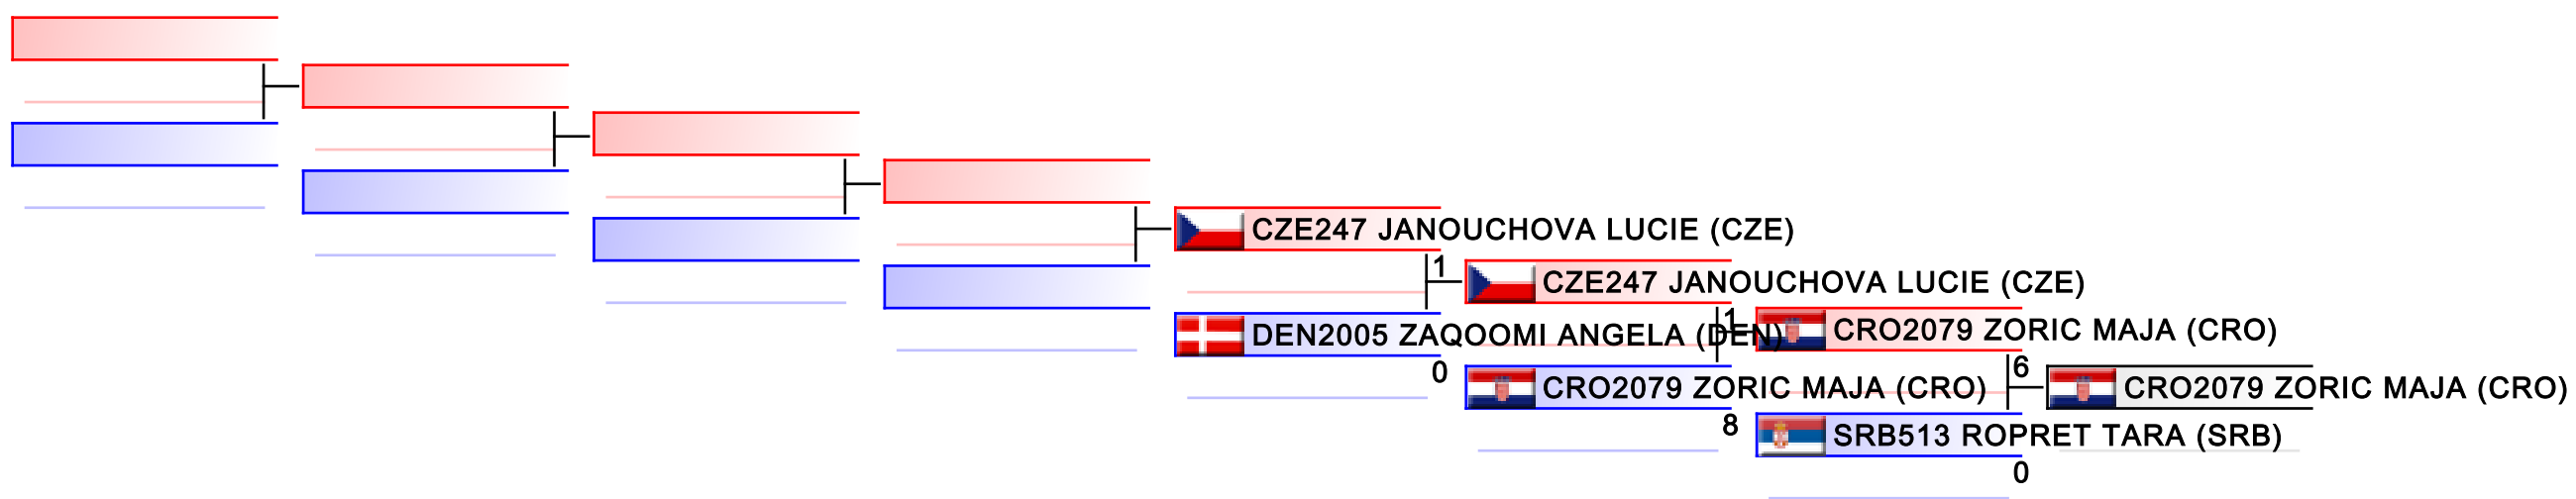 CZE247 JANOUCHOVA LUCIE (CZE)
1
CZE247 JANOUCHOVA LUCIE (CZE)
DEN2005 ZAQOOMI ANGELA (DEN)
0
1
CRO2079 ZORIC MAJA (CRO)
CRO2079 ZORIC MAJA (CRO)
8
6
CRO2079 ZORIC MAJA (CRO)
SRB513 ROPRET TARA (SRB)
0